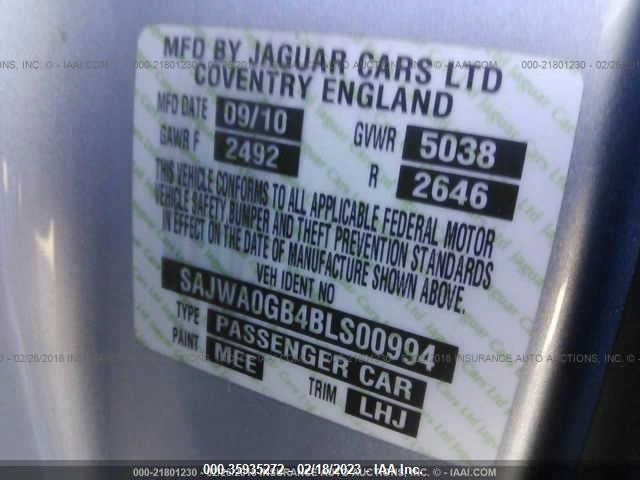 MFD BY JAGUAR CARS LTD
COVENTRY ENGLAND
MFD DATE 09/10 GVWR 5038
GAWR F 2492 R 2646
THIS VEHICLE CONFORMS TO ALL APPLICABLE FEDERAL MOTOR
VEHICLE SAFETY, BUMPER AND THEFT PREVENTION STANDARDS
IN EFFECT ON THE DATE OF MANUFACTURE SHOWN ABOVE.
VEH IDENT NO
SAJWA0GB4BLS00994
TYPE PASSENGER CAR
PAINT MEE TRIM LHJ
000-35935272 - 02/18/2023 - IAA Inc.